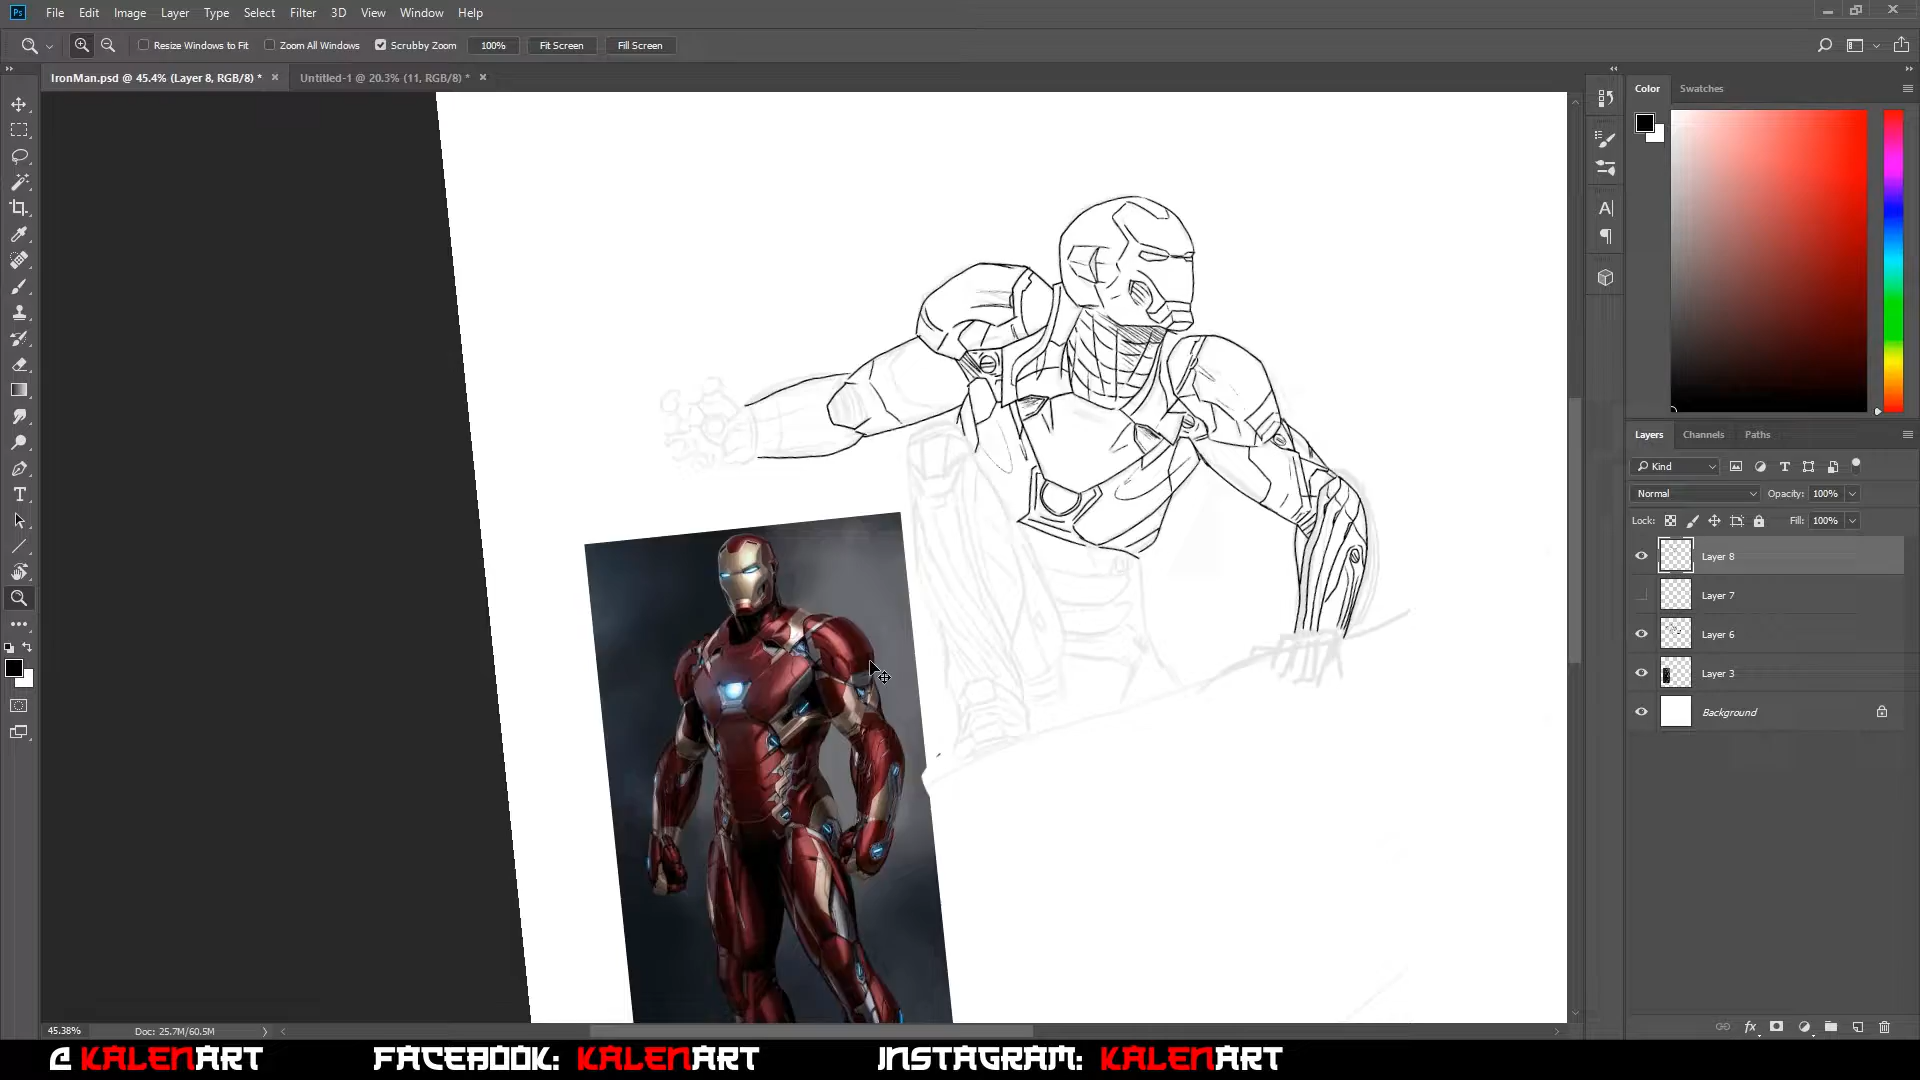 Ps File Edit Image Layer Type Select Filter 3D View Window Help
Resize Windows to Fit Zoom All Windows Scrubby Zoom 100% Fit Screen Fill Screen
IronMan.psd @ 45.4% (Layer 8, RGB/8) * Untitled-1 @ 20.3% (11, RGB/8) *
Color Swatches
Layers Channels Paths
Kind
Normal Opacity: 100%
Lock: Fill: 100%
Layer 8
Layer 7
Layer 6
Layer 3
Background
45.38% Doc: 25.7M/60.5M
@ KALENART FACEBOOK: KALENART INSTAGRAM: KALENART